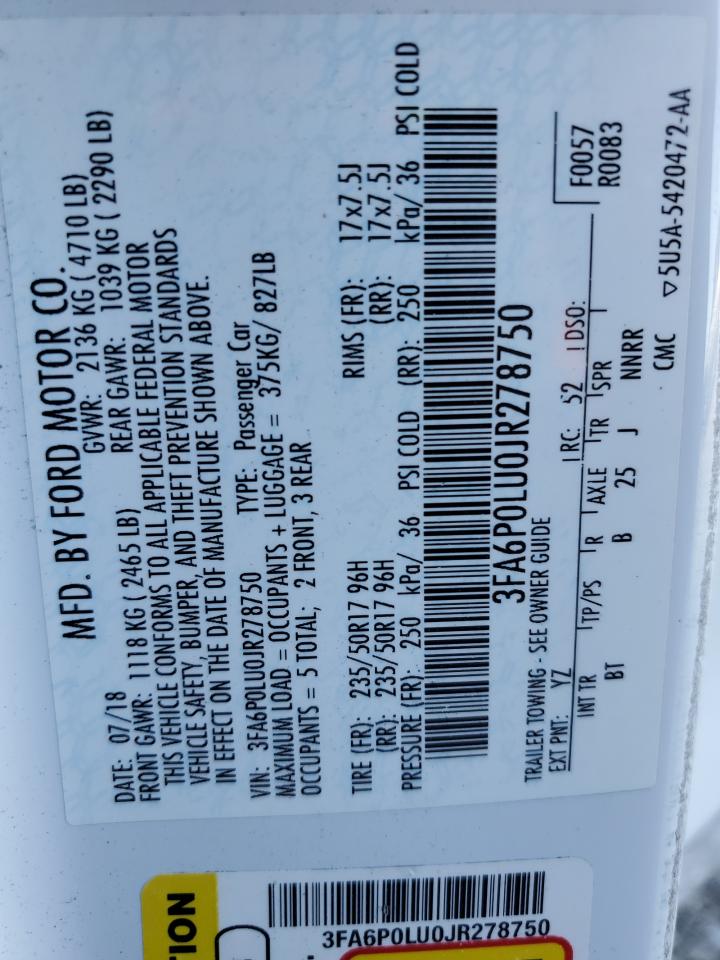 MFD. BY FORD MOTOR CO.
DATE: 07/18 GVWR: 2136 KG ( 4710 LB)
FRONT GAWR: 1118 KG ( 2465 LB) REAR GAWR: 1039 KG ( 2290 LB)
THIS VEHICLE CONFORMS TO ALL APPLICABLE FEDERAL MOTOR
VEHICLE SAFETY, BUMPER, AND THEFT PREVENTION STANDARDS
IN EFFECT ON THE DATE OF MANUFACTURE SHOWN ABOVE.
VIN: 3FA6P0LU0JR278750 TYPE: Passenger Car
MAXIMUM LOAD = OCCUPANTS + LUGGAGE = 375KG/ 827LB
OCCUPANTS = 5 TOTAL; 2 FRONT, 3 REAR
TIRE (FR): 235/50R17 96H RIMS (FR): 17x7.5J
(RR): 235/50R17 96H (RR): 17x7.5J
PRESSURE (FR): 250 kPa/ 36 PSI COLD (RR): 250 kPa/ 36 PSI COLD
3FA6P0LU0JR278750
F0057
R0083
TRAILER TOWING - SEE OWNER GUIDE
EXT PNT: YZ RC: 52 DSO:
INT TR TP/PS R AXLE TR SPR
BT B 25 J NNRR
CMC ▽5U5A-5420472-AA
TION
3FA6P0LU0JR278750